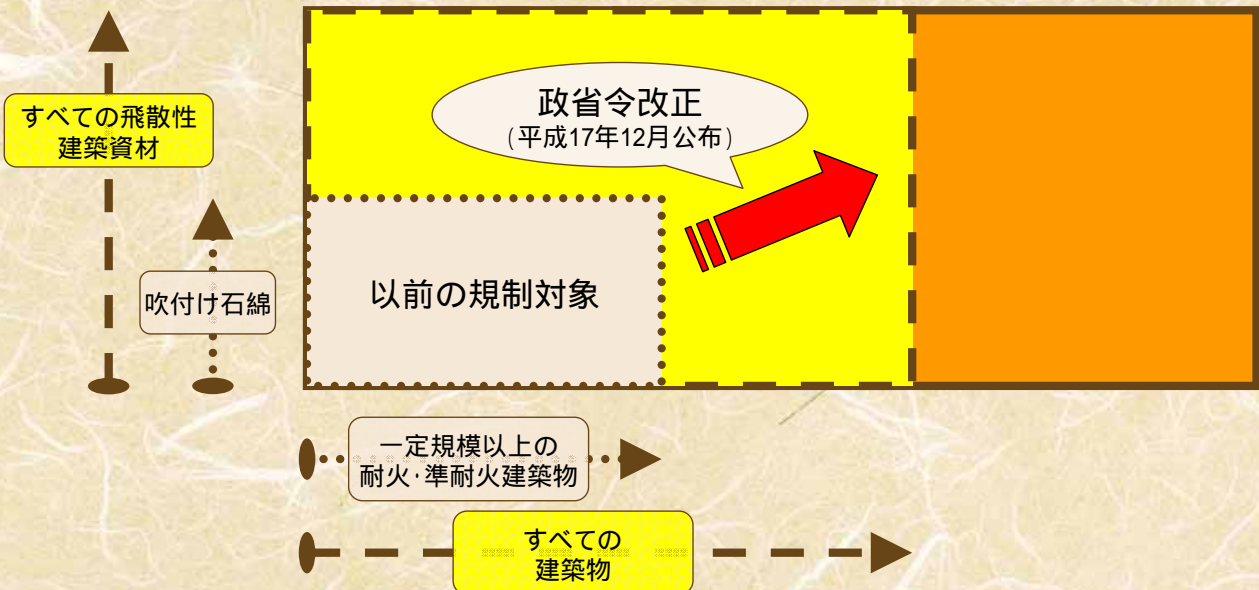 すべての飛散性
建築資材
吹付け石綿
政省令改正
(平成17年12月公布)
以前の規制対象
一定規模以上の
耐火･準耐火建築物
すべての
建築物